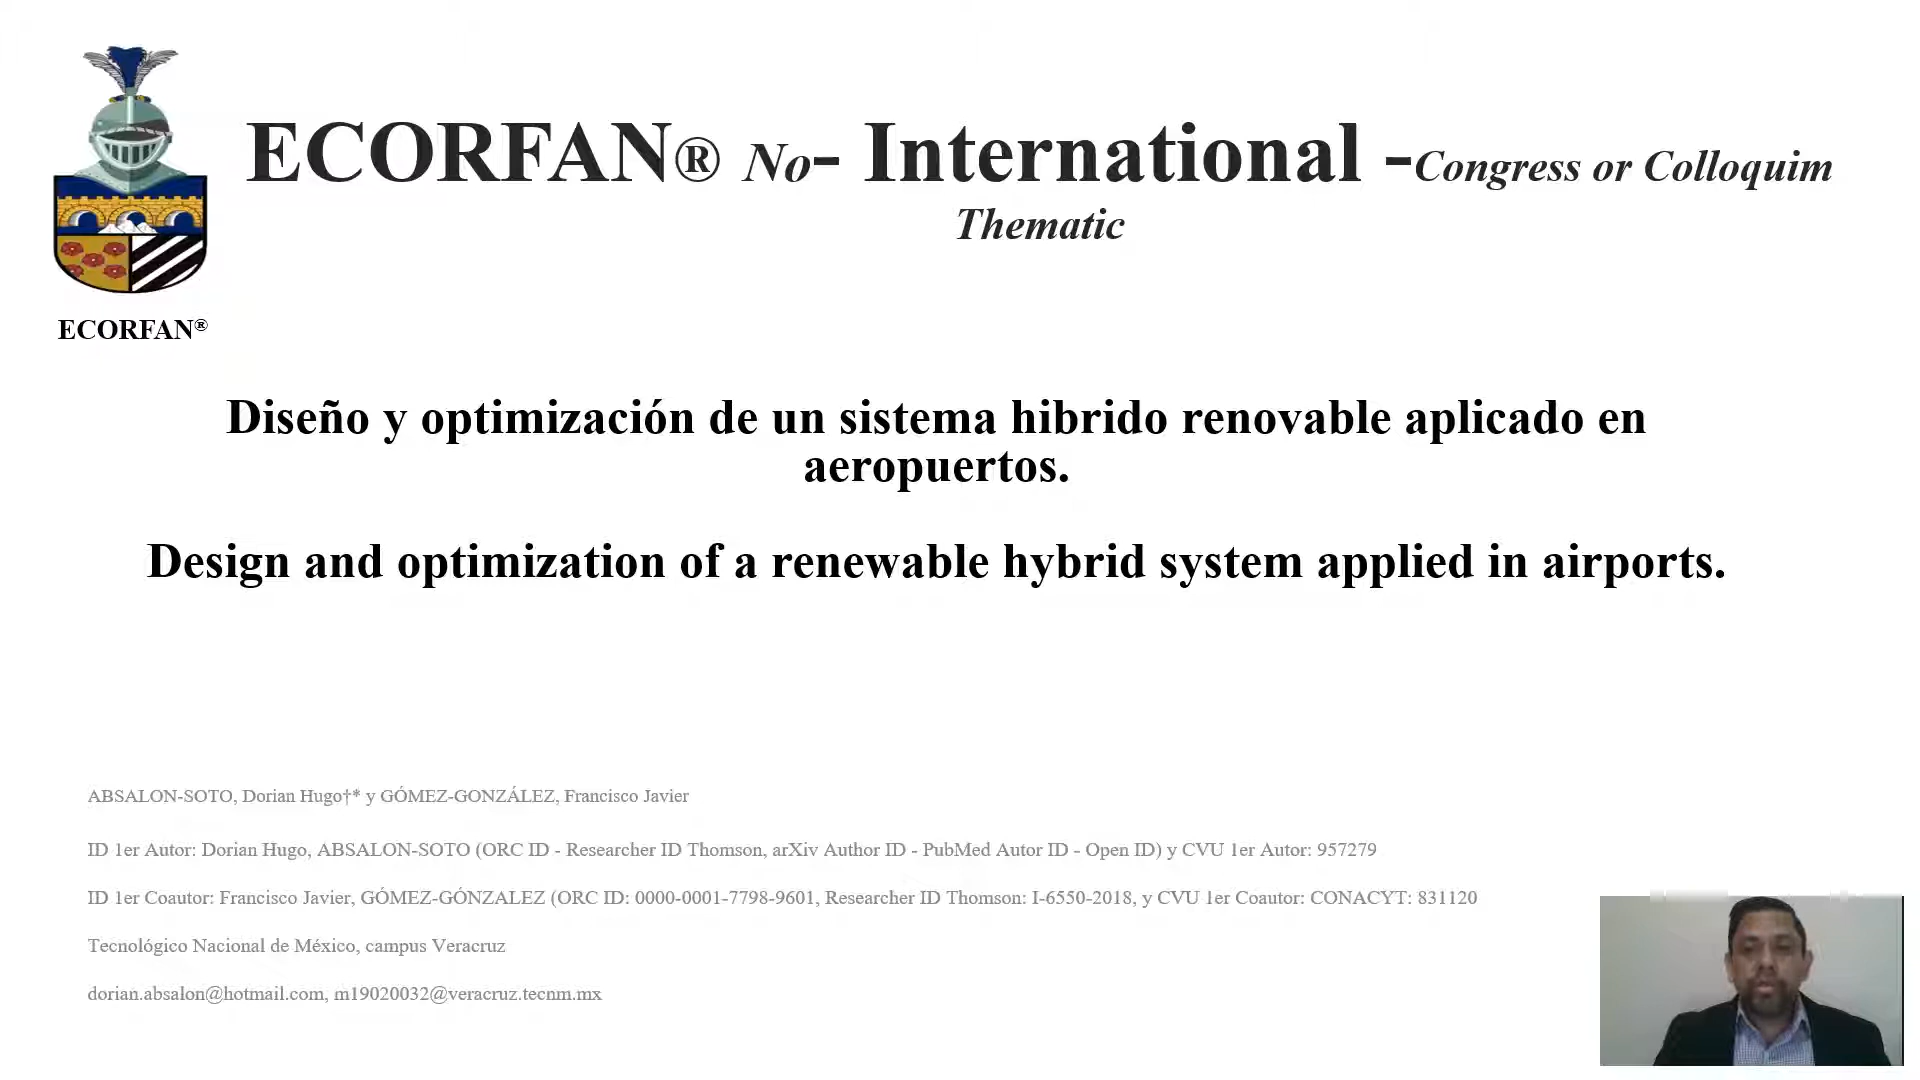 ECORFAN® No- International -Congress or Colloquim
Thematic
ECORFAN®
Diseño y optimización de un sistema hibrido renovable aplicado en
aeropuertos.
Design and optimization of a renewable hybrid system applied in airports.
ABSALON-SOTO, Dorian Hugo†* y GÓMEZ-GONZÁLEZ, Francisco Javier
ID 1er Autor: Dorian Hugo, ABSALON-SOTO (ORC ID - Researcher ID Thomson, arXiv Author ID - PubMed Autor ID - Open ID) y CVU 1er Autor: 957279
ID 1er Coautor: Francisco Javier, GÓMEZ-GÓNZALEZ (ORC ID: 0000-0001-7798-9601, Researcher ID Thomson: I-6550-2018, y CVU 1er Coautor: CONACYT: 831120
Tecnológico Nacional de México, campus Veracruz
dorian.absalon@hotmail.com, m19020032@veracruz.tecnm.mx